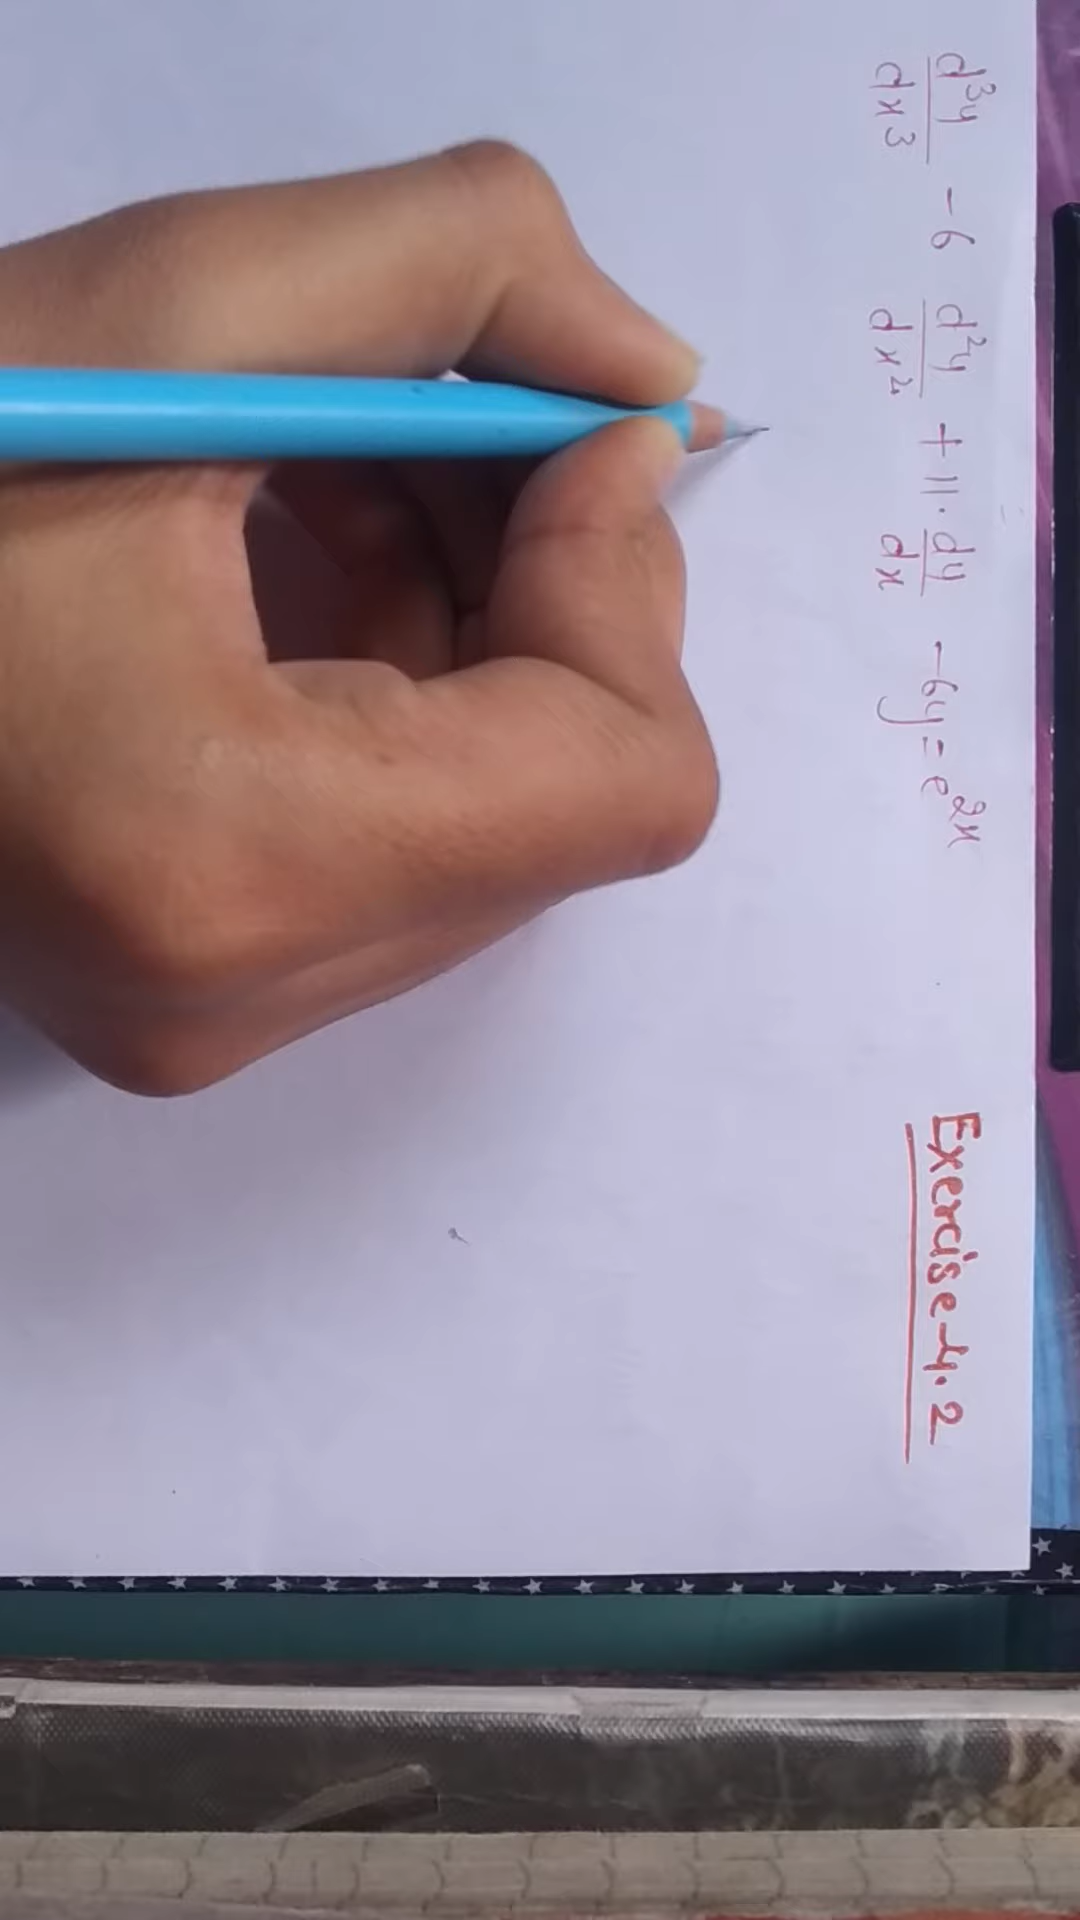 d³y/dx³ - 6 d²y/dx² + 11 · dy/dx - 6y = e^2x
Exercise-4.2